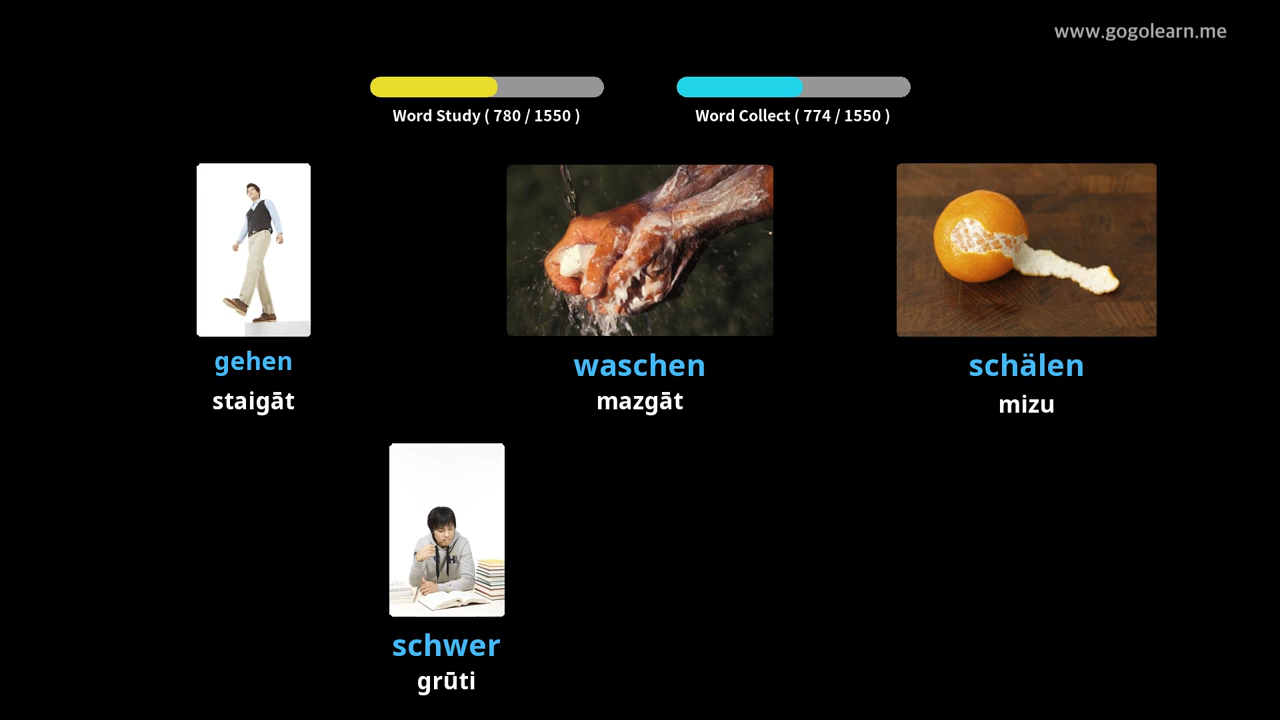 www.gogolearn.me
Word Study ( 780 / 1550 )
Word Collect ( 774 / 1550 )
gehen
staigāt
waschen
mazgāt
schälen
mizu
schwer
grūti